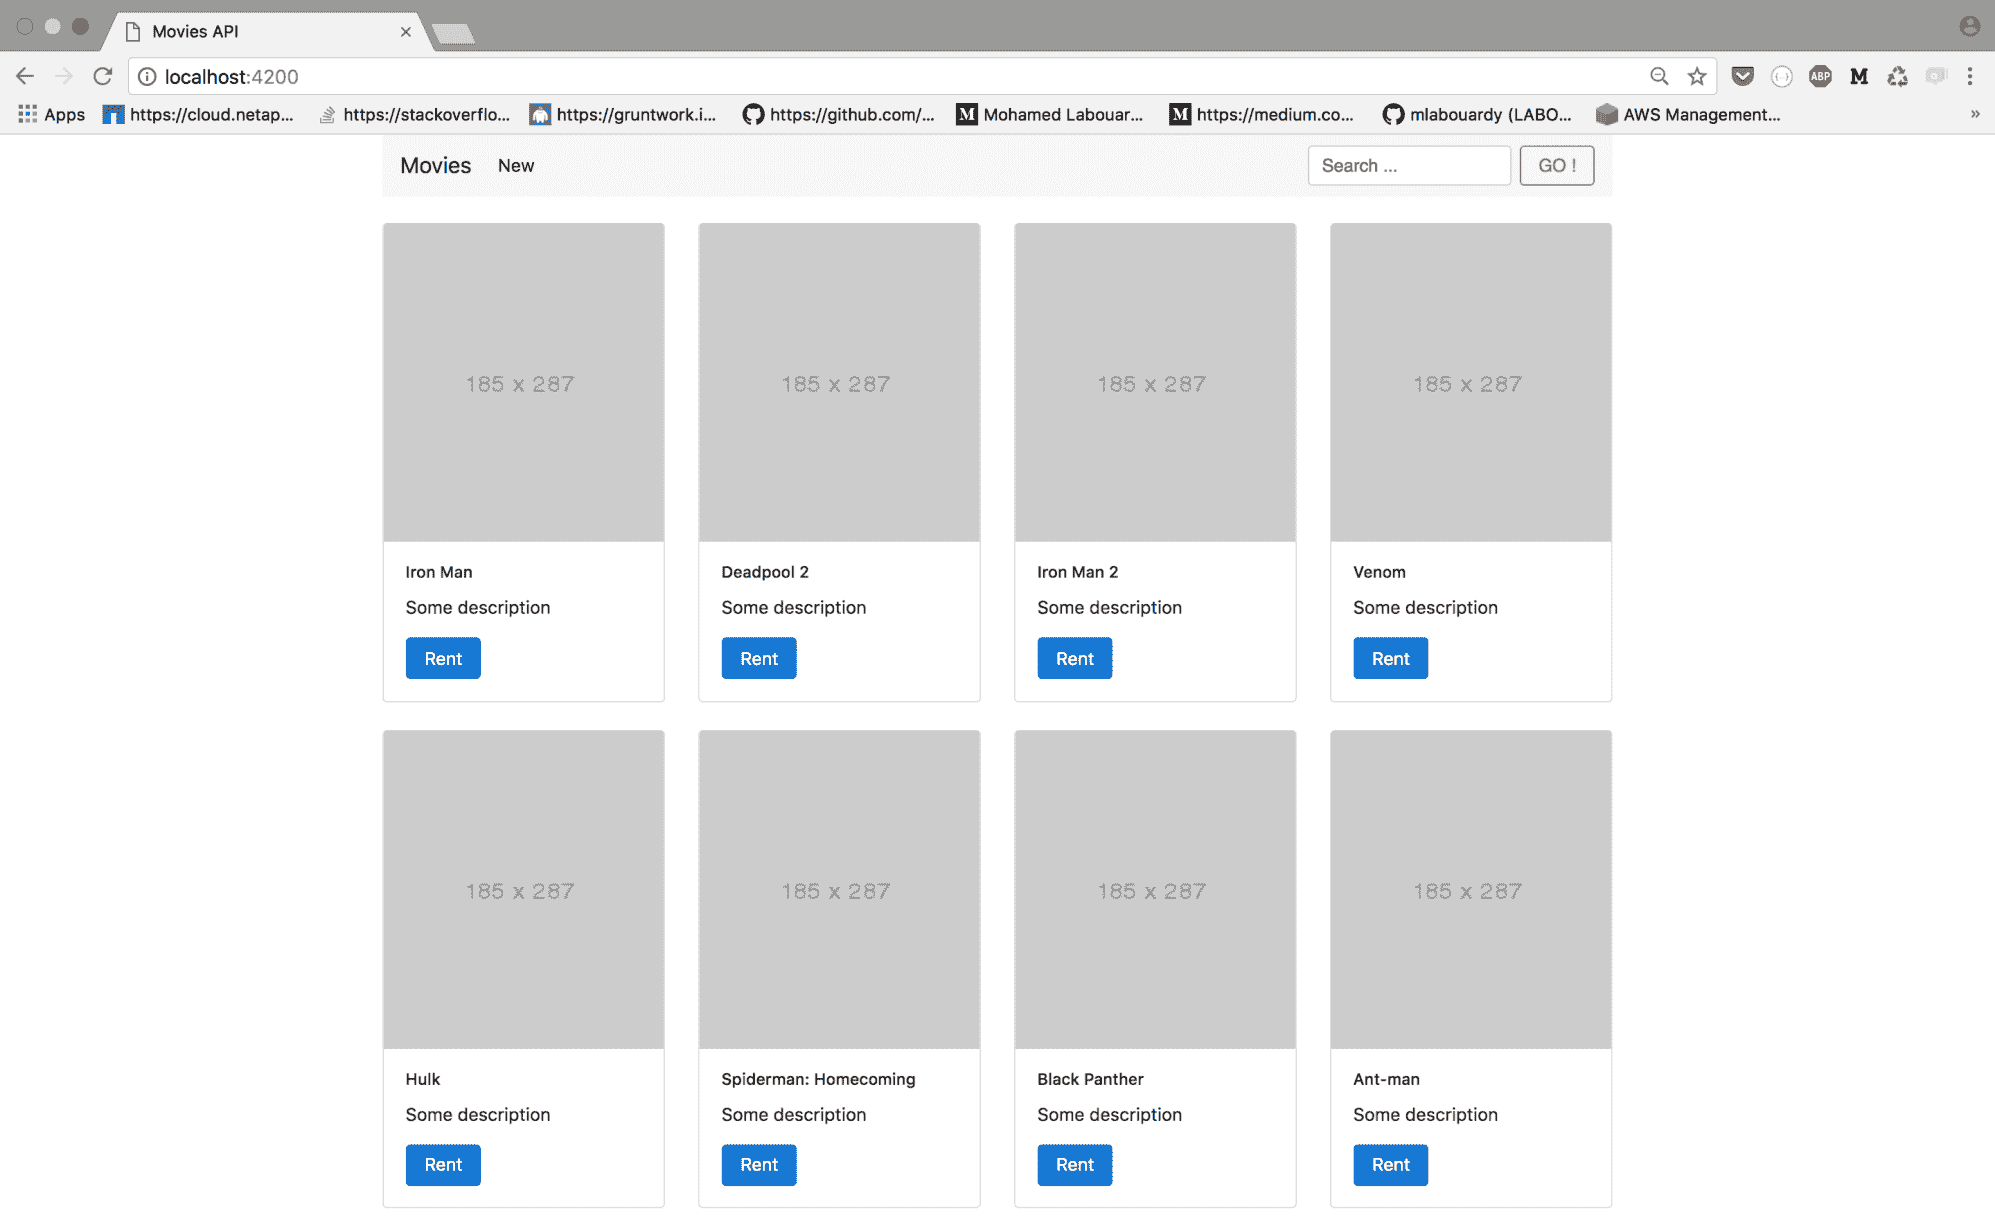 Movies API
localhost:4200
ABP M
Apps https://cloud.netap... https://stackoverflo... https://gruntwork.i... https://github.com/... M Mohamed Labouar... M https://medium.co... mlabouardy (LABO... AWS Management... »
Movies New Search ... GO !
185 x 287 185 x 287 185 x 287 185 x 287
Iron Man Deadpool 2 Iron Man 2 Venom
Some description Some description Some description Some description
Rent Rent Rent Rent
185 x 287 185 x 287 185 x 287 185 x 287
Hulk Spiderman: Homecoming Black Panther Ant-man
Some description Some description Some description Some description
Rent Rent Rent Rent